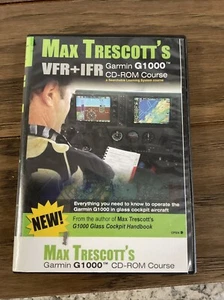 MAX TRESCOTT'S
VFR+IFR
Garmin G1000™
CD-ROM Course
Everything you need to know to operate the
Garmin G1000 in glass cockpit aircraft
NEW!
From the author of Max Trescott's
G1000 Glass Cockpit Handbook
MAX TRESCOTT'S
Garmin G1000™ CD-ROM Course